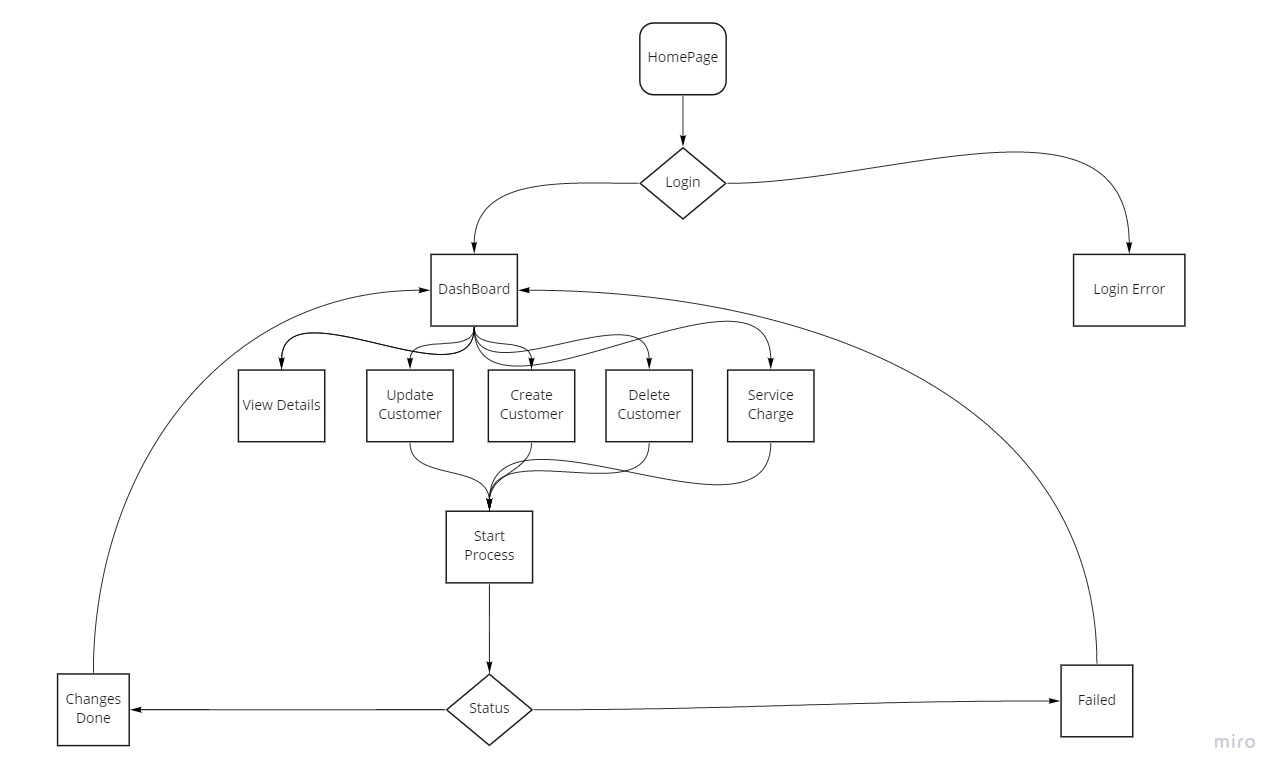 HomePage
Login
DashBoard
Login Error
View Details
Update
Customer
Create
Customer
Delete
Customer
Service
Charge
Start
Process
Changes
Done
Status
Failed
miro